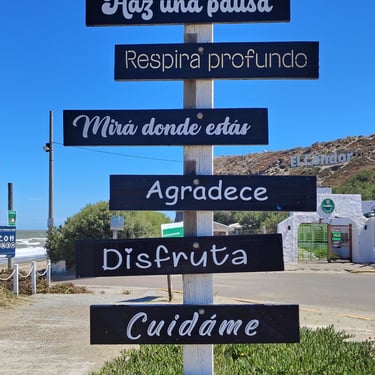 Haz una pausa
Respira profundo
Mirá donde estás
El Cóndor
Agradece
Disfruta
Cuidáme